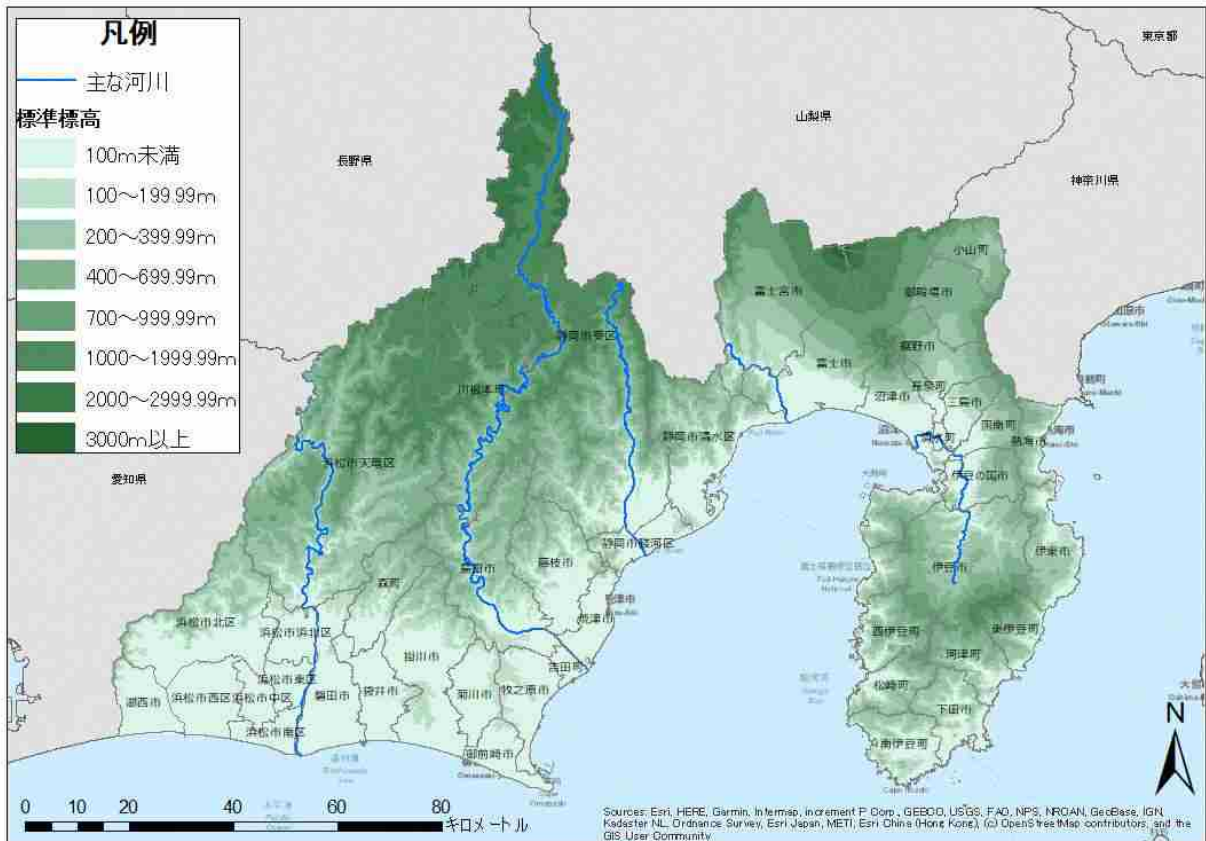 凡例
主な河川
標準標高
100m未満
100～199.99m
200～399.99m
400～699.99m
700～999.99m
1000～1999.99m
2000～2999.99m
3000m以上
東京都
山梨県
長野県
神奈川県
愛知県
小山町
富士宮市
御殿場市
裾野市
富士市
長泉町
沼津市
三島市
函南町
熱海市
伊豆の国市
伊豆市
伊東市
西伊豆町
東伊豆町
河津町
松崎町
下田市
南伊豆町
静岡市葵区
川根本町
静岡市清水区
浜松市天竜区
静岡市駿河区
島田市
藤枝市
森町
焼津市
浜松市北区
浜松市浜北区
掛川市
吉田町
浜松市東区
湖西市
浜松市西区
浜松市中区
磐田市
袋井市
菊川市
牧之原市
浜松市南区
御前崎市
N
0 10 20 40 60 80
キロメートル
Sources: Esri, HERE, Garmin, Intermap, increment P Corp., GEBCO, USGS, FAO, NPS, NRCAN, GeoBase, IGN,
Kadaster NL, Ordnance Survey, Esri Japan, METI, Esri China (Hong Kong), (c) OpenStreetMap contributors, and the
GIS User Community